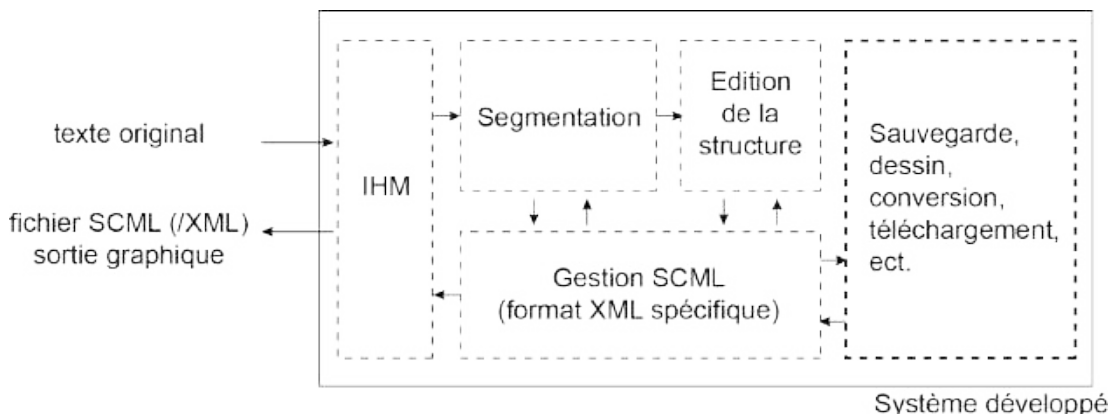 texte original
fichier SCML (/XML)
sortie graphique
IHM
Segmentation
Edition
de la
structure
Gestion SCML
(format XML spécifique)
Sauvegarde,
dessin,
conversion,
téléchargement,
ect.
Système développé